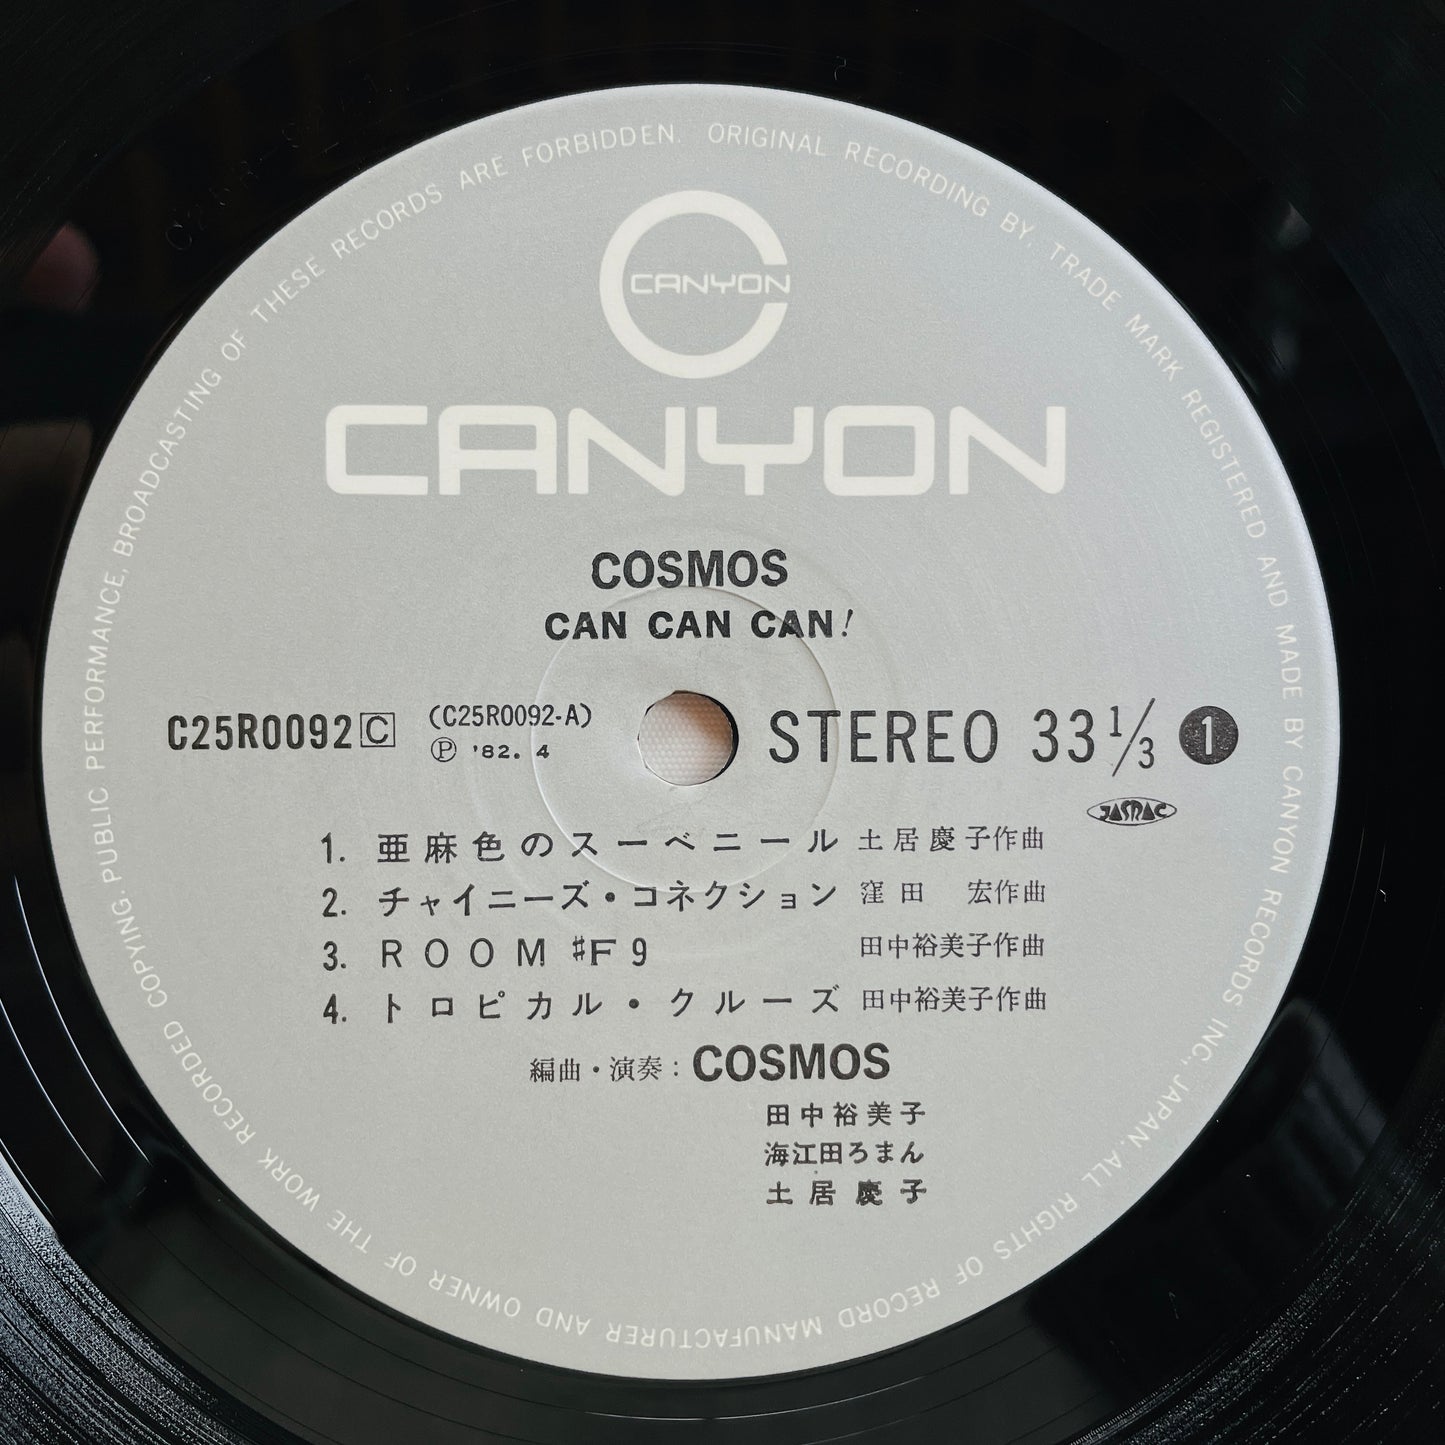 ORIGINAL RECORDING BY, TRADE MARK REGISTERED AND MADE BY CANYON RECORDS INC., JAPAN. ALL RIGHTS OF RECORD MANUFACTURER AND OWNER OF THE WORK RECORDED COPYING, PUBLIC PERFORMANCE, BROADCASTING OF THESE RECORDS ARE FORBIDDEN.
CANYON
CANYON
COSMOS
CAN CAN CAN!
C25R0092 C (C25R0092-A) STEREO 33 1/3 1
Ⓟ '82. 4
JASRAC
1. 亜麻色のスーベニール 土居慶子作曲
2. チャイニーズ・コネクション 窪田 宏作曲
3. ROOM ♯F9 田中裕美子作曲
4. トロピカル・クルーズ 田中裕美子作曲
編曲・演奏：COSMOS
田中裕美子
海江田ろまん
土居慶子